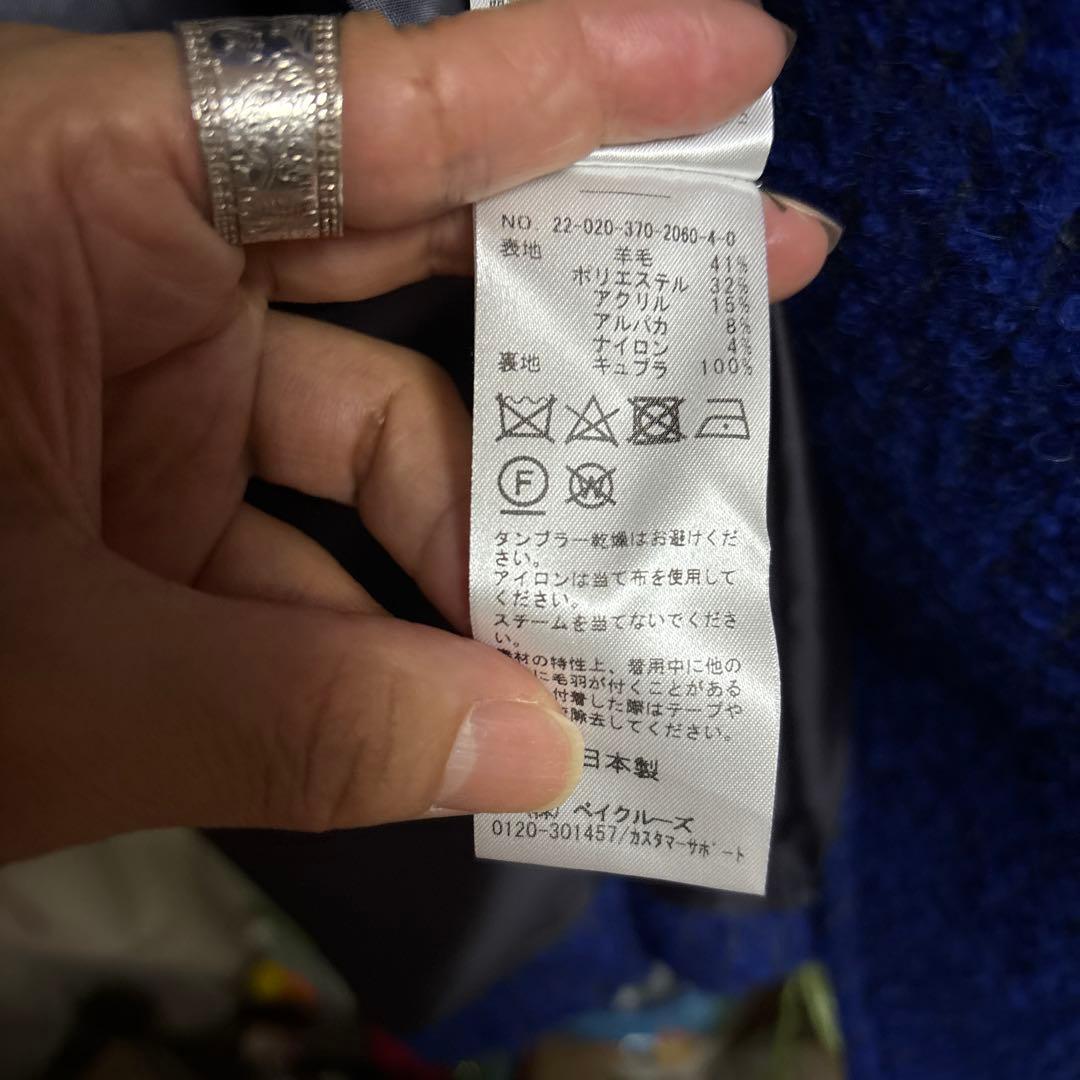 NO. 22-020-370-2060-4-0
表地 羊毛 41%
ポリエステル 32%
アクリル 15%
アルパカ 8%
ナイロン 4%
裏地 キュプラ 100%
F W
タンブラー乾燥はお避けくだ
さい。
アイロンは当て布を使用して
ください。
スチームを当てないでくださ
い。
素材の特性上、着用中に他の
に毛羽が付くことがある
付着した際はテープや
除去してください。
日本製
(株) ベイクルーズ
0120-301457/カスタマーサポート